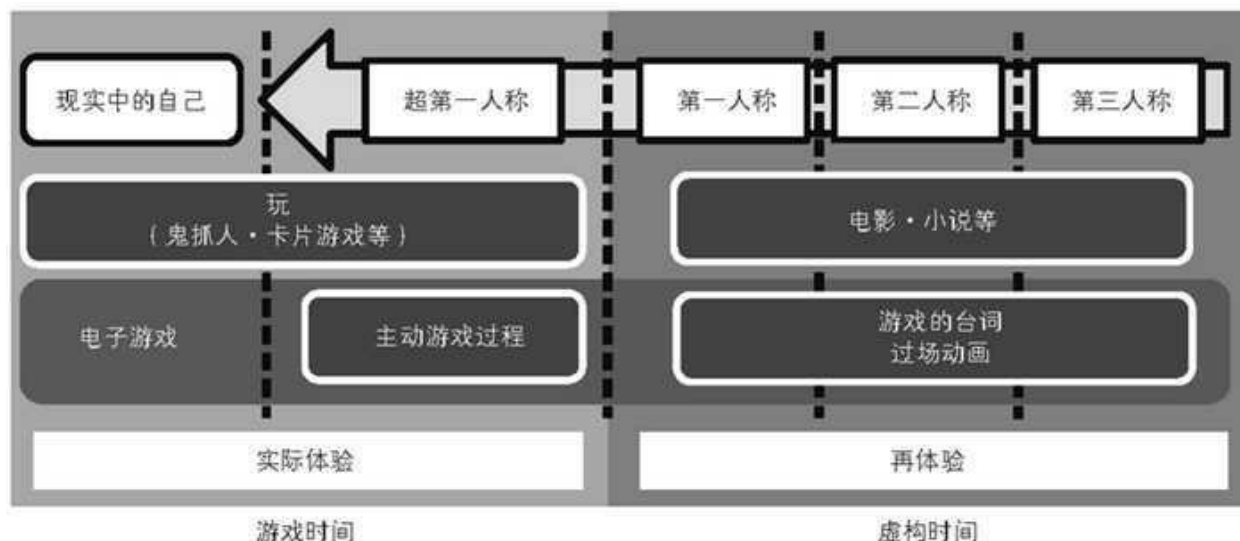 现实中的自己
超第一人称
第一人称
第二人称
第三人称
玩
（鬼抓人·卡片游戏等）
电影·小说等
电子游戏
主动游戏过程
游戏的台词
过场动画
实际体验
再体验
游戏时间
虚构时间